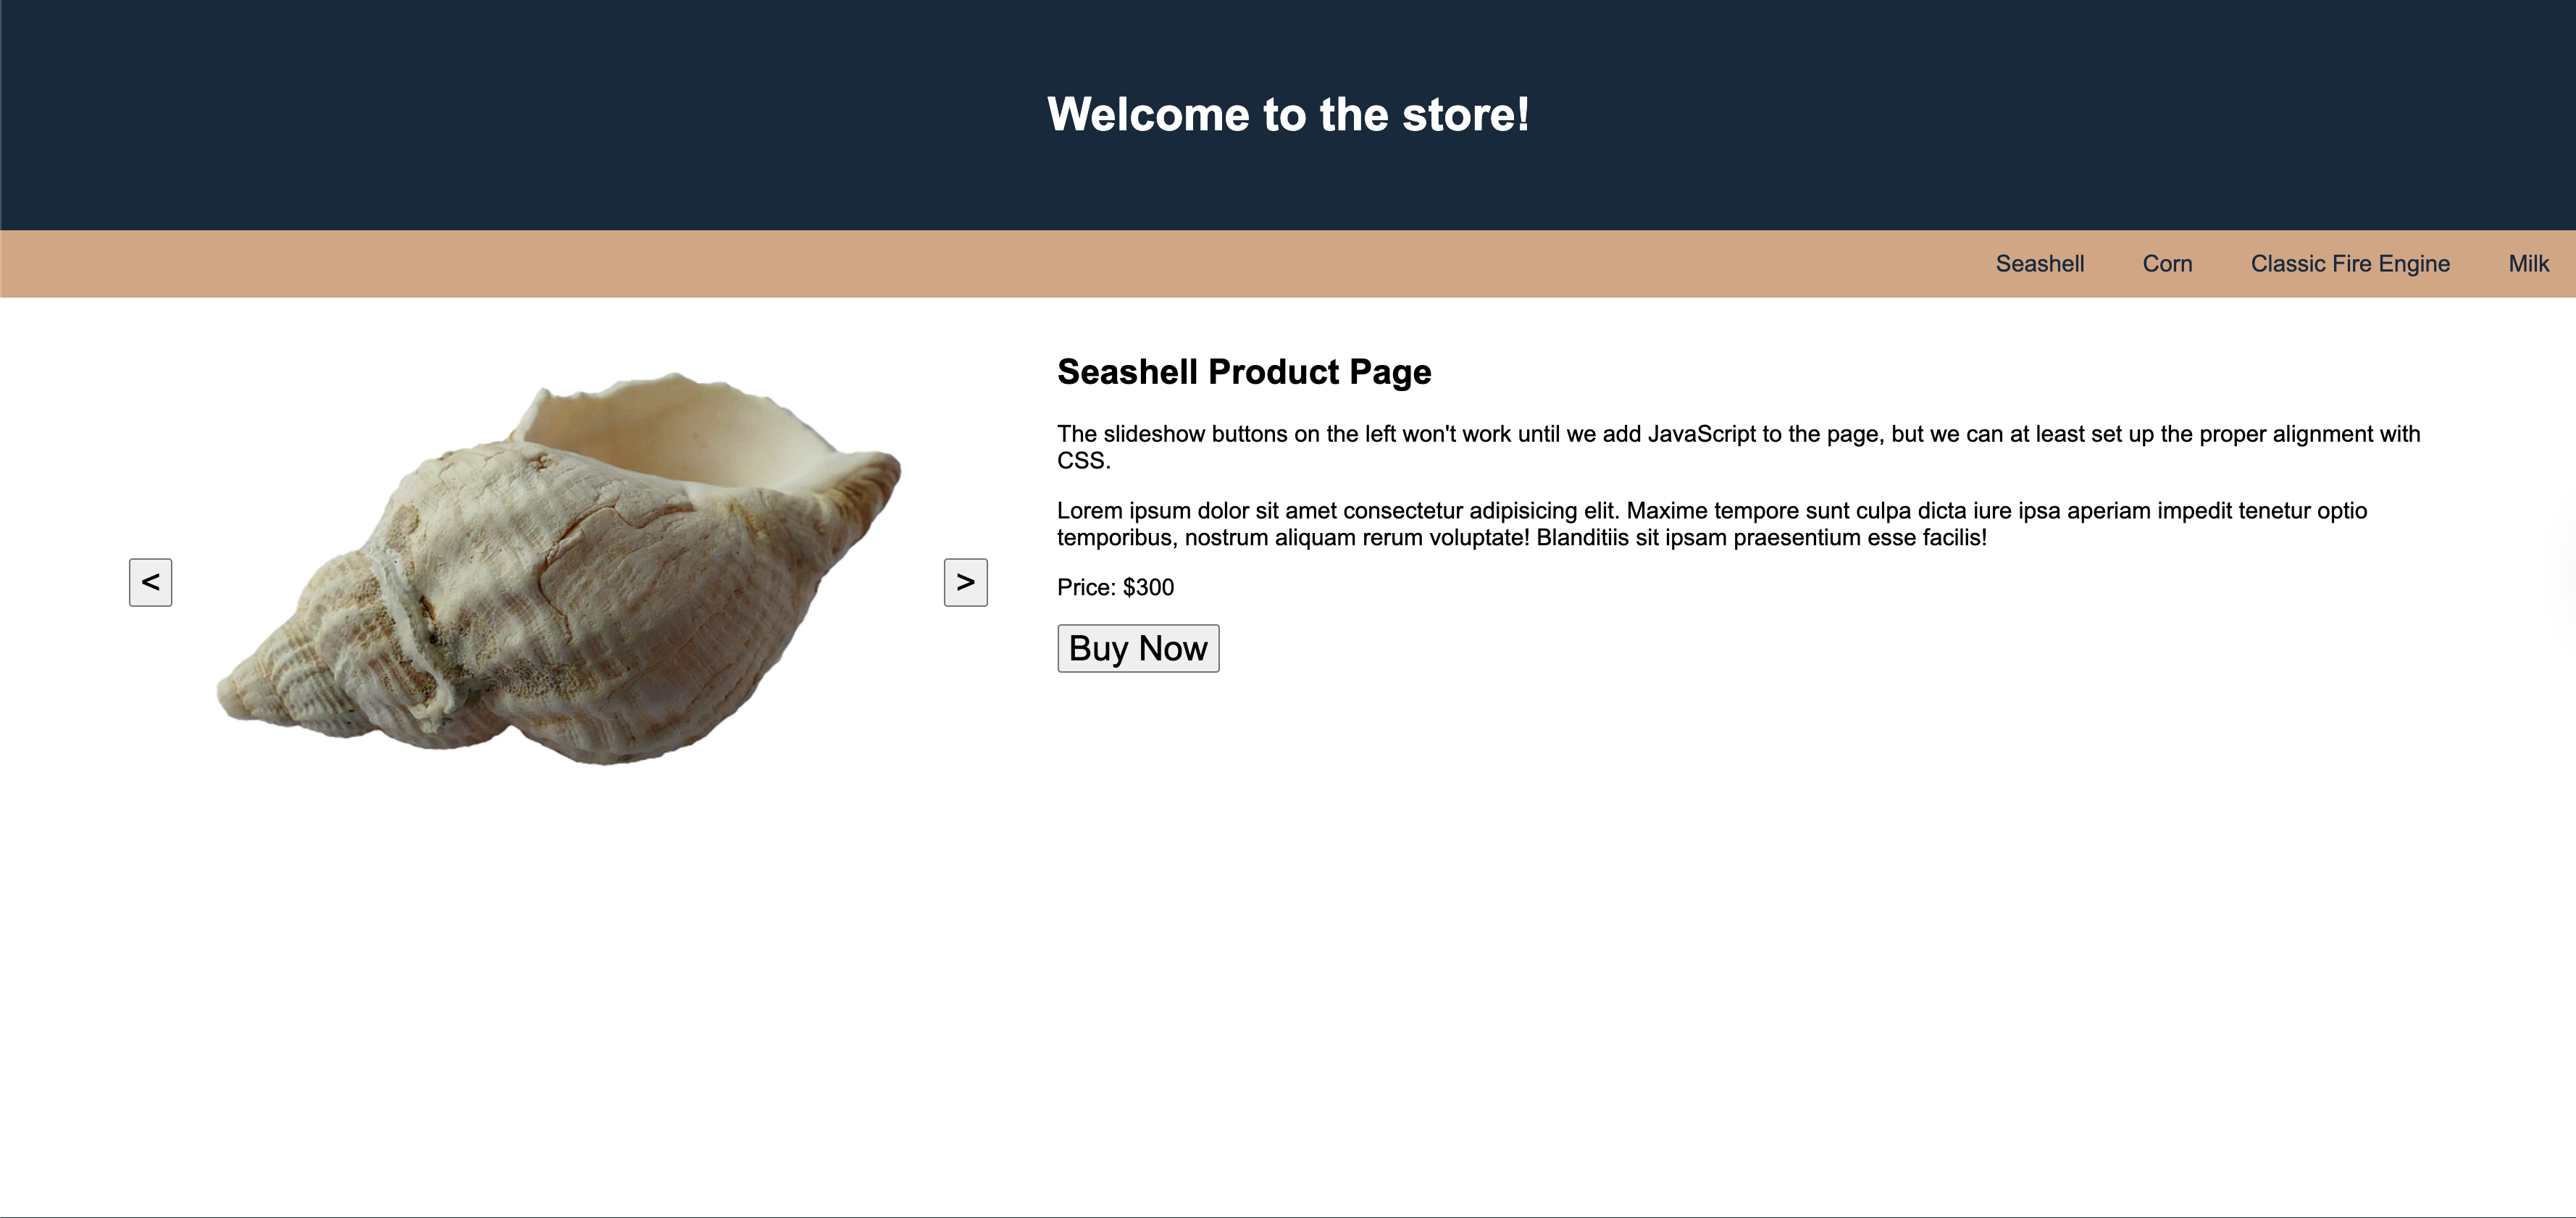 Welcome to the store!
Seashell Corn Classic Fire Engine Milk
Seashell Product Page
The slideshow buttons on the left won't work until we add JavaScript to the page, but we can at least set up the proper alignment with
CSS.
Lorem ipsum dolor sit amet consectetur adipisicing elit. Maxime tempore sunt culpa dicta iure ipsa aperiam impedit tenetur optio
temporibus, nostrum aliquam rerum voluptate! Blanditiis sit ipsam praesentium esse facilis!
< >
Price: $300
Buy Now